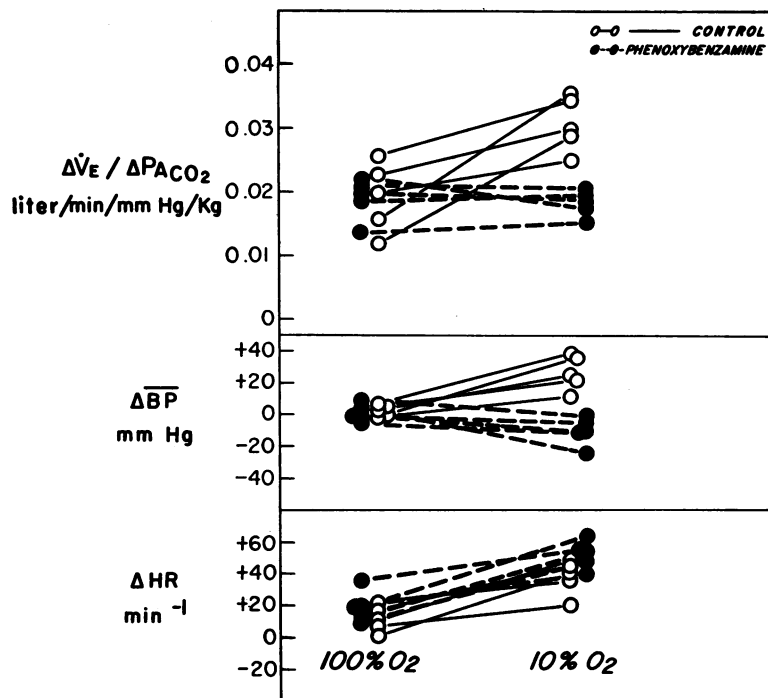 CONTROL
PHENOXYBENZAMINE
0.04
0.03
ΔV̇E / ΔPACO2
liter/min/mm Hg/Kg
0.02
0.01
0
+40
+20
ΔBP
mm Hg
0
-20
-40
+60
+40
ΔHR
min -1
+20
0
-20
100% O2
10% O2